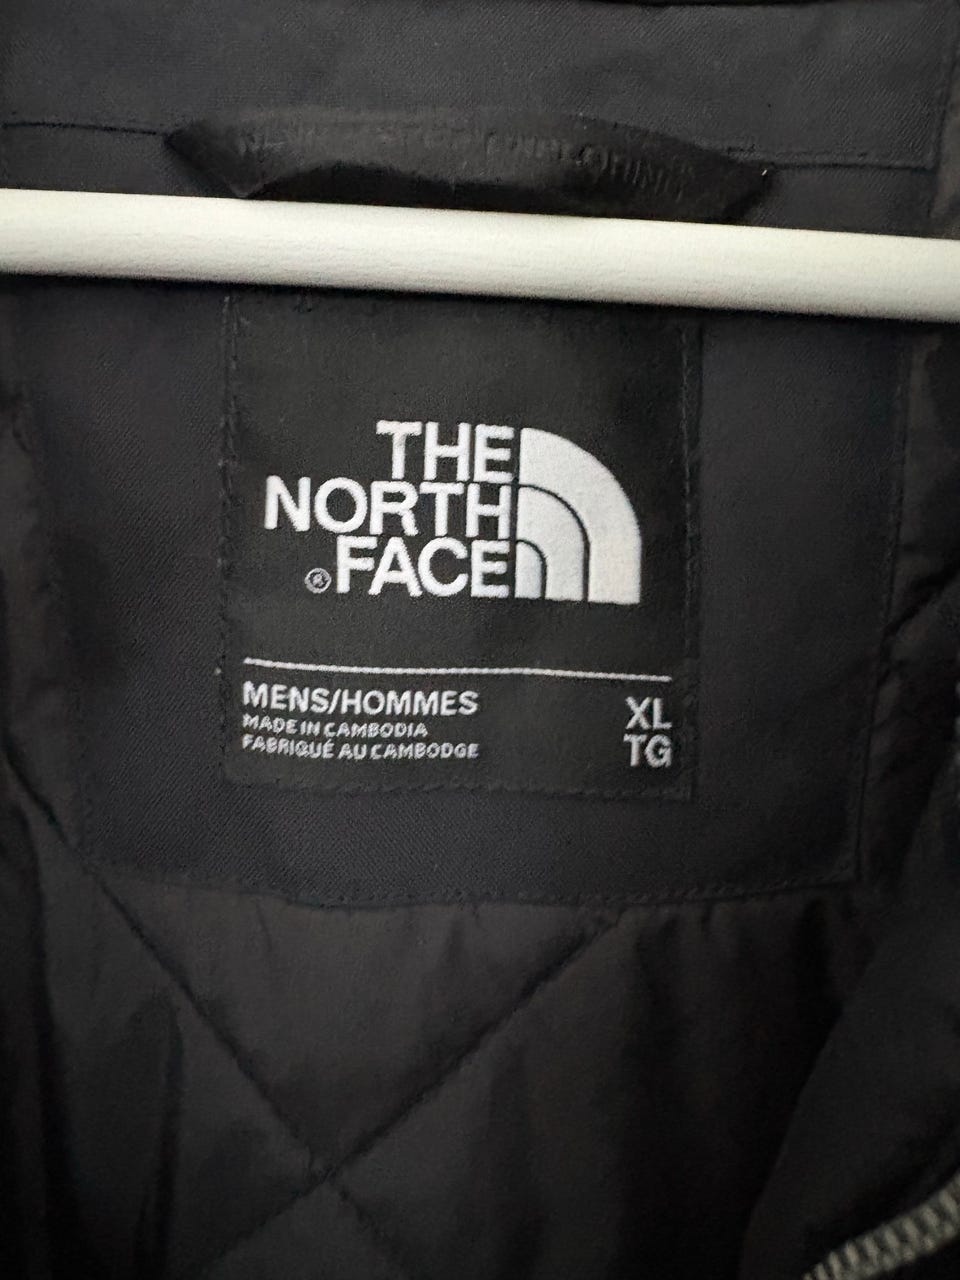 THE
NORTH
®FACE
MENS/HOMMES
MADE IN CAMBODIA
FABRIQUÉ AU CAMBODGE
XL
TG